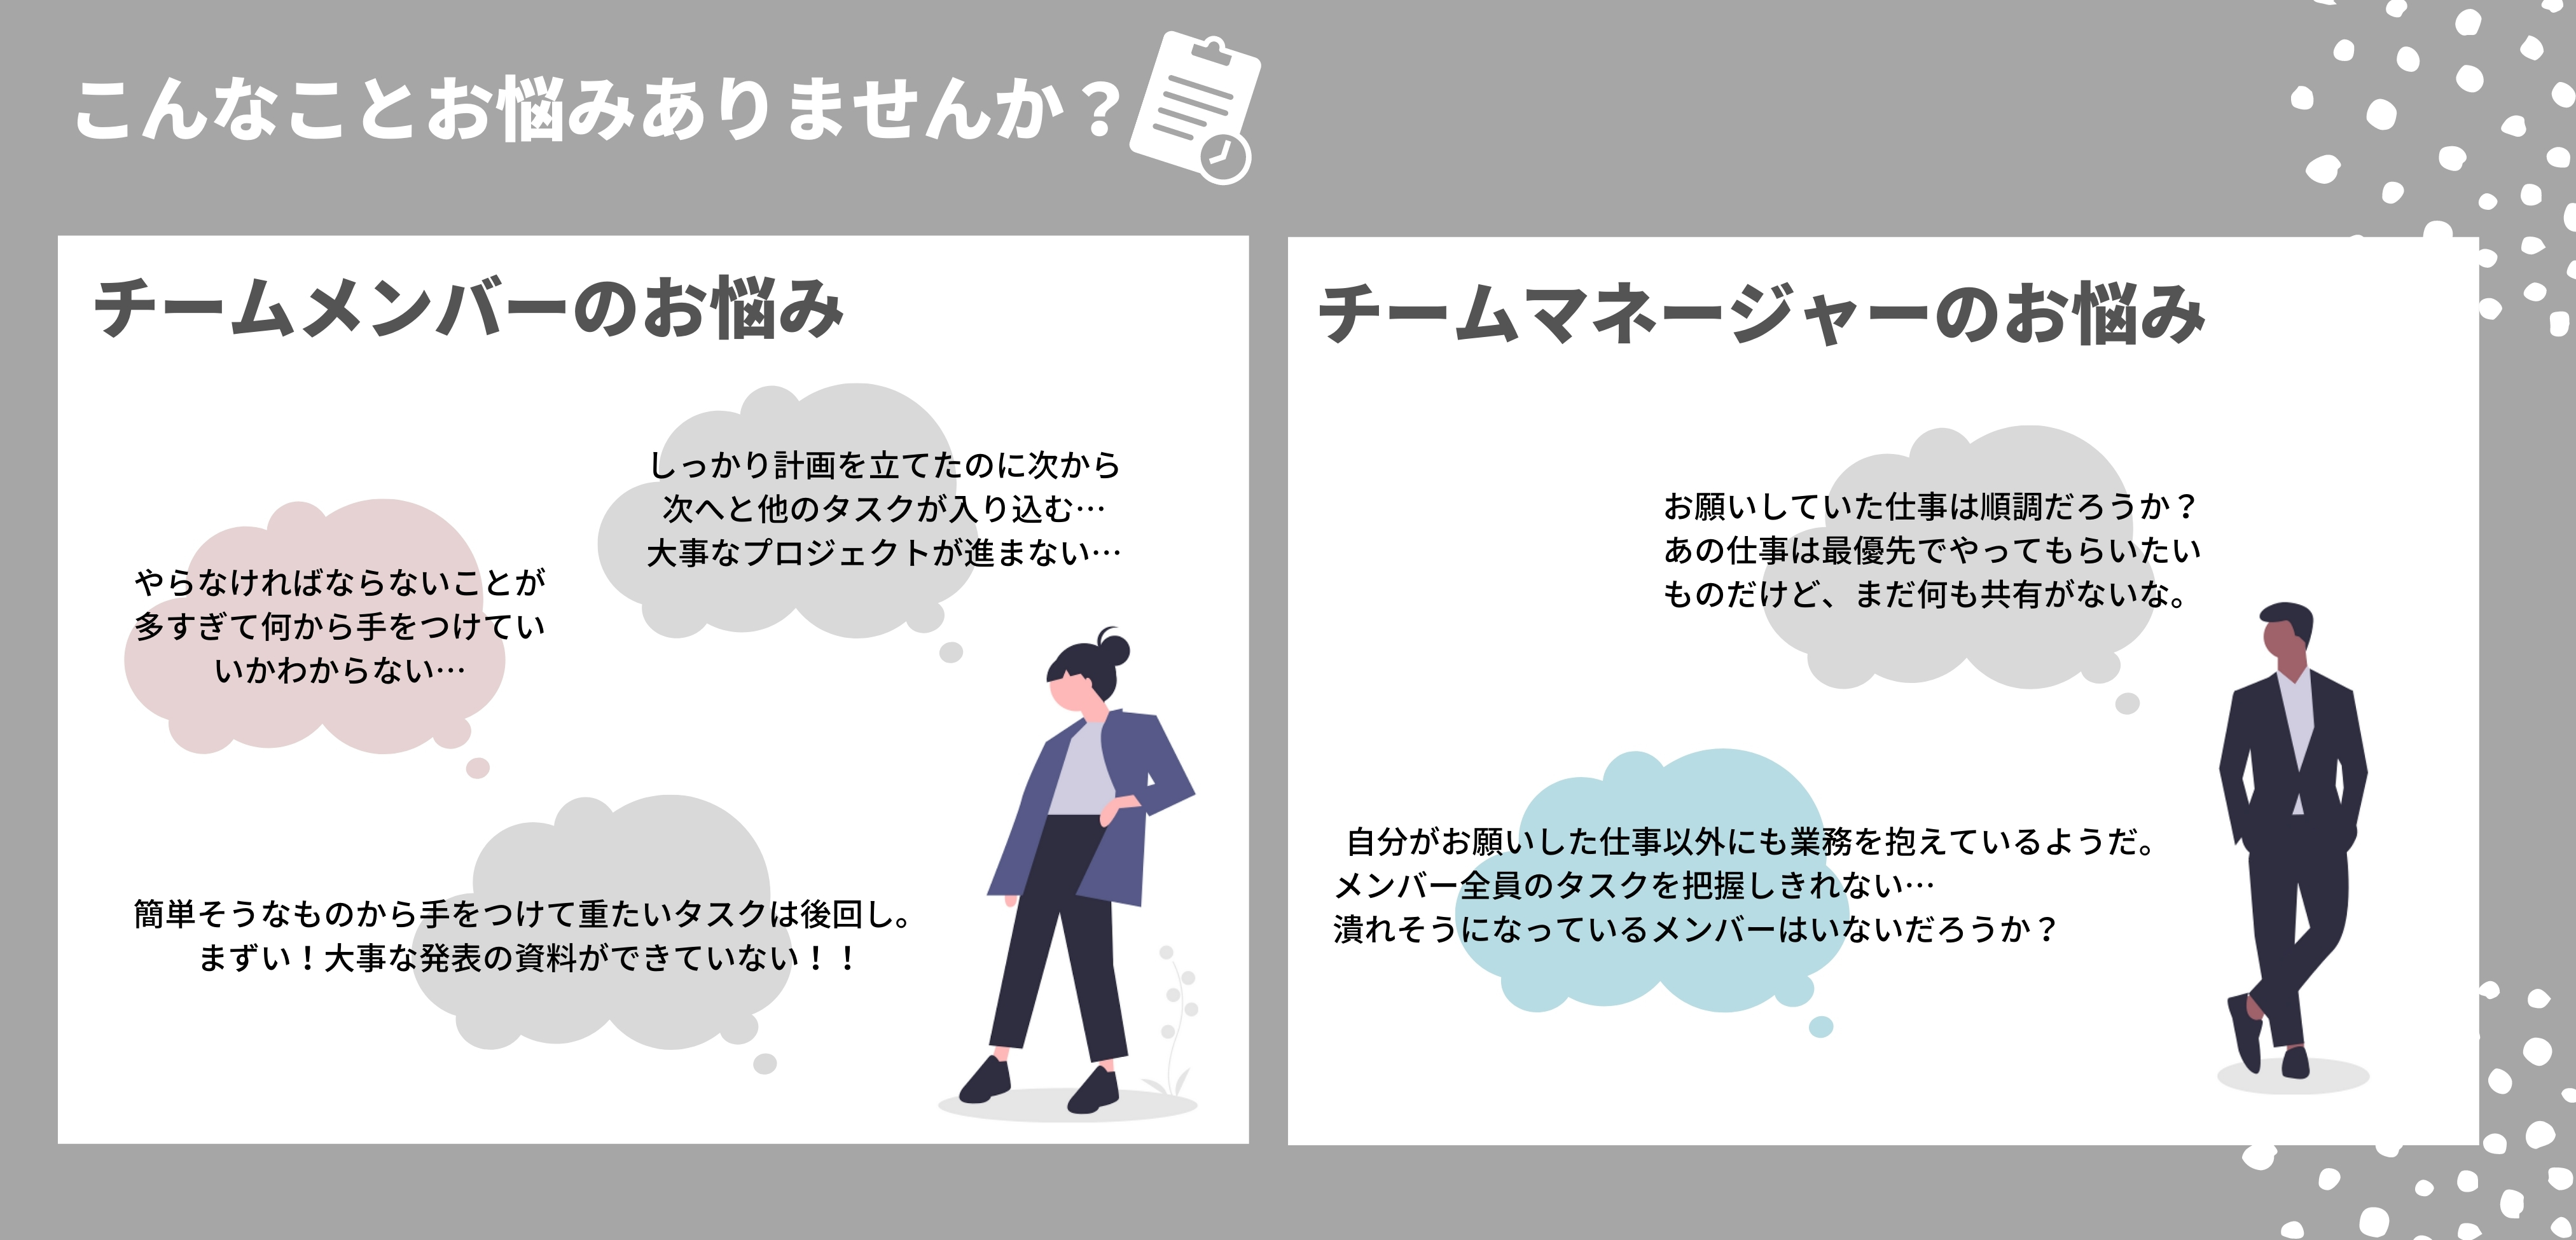 こんなことお悩みありませんか？
チームメンバーのお悩み
しっかり計画を立てたのに次から
次へと他のタスクが入り込む…
大事なプロジェクトが進まない…
やらなければならないことが
多すぎて何から手をつけてい
いかわからない…
簡単そうなものから手をつけて重たいタスクは後回し。
まずい！大事な発表の資料ができていない！！
チームマネージャーのお悩み
お願いしていた仕事は順調だろうか？
あの仕事は最優先でやってもらいたい
ものだけど、まだ何も共有がないな。
自分がお願いした仕事以外にも業務を抱えているようだ。
メンバー全員のタスクを把握しきれない…
潰れそうになっているメンバーはいないだろうか？